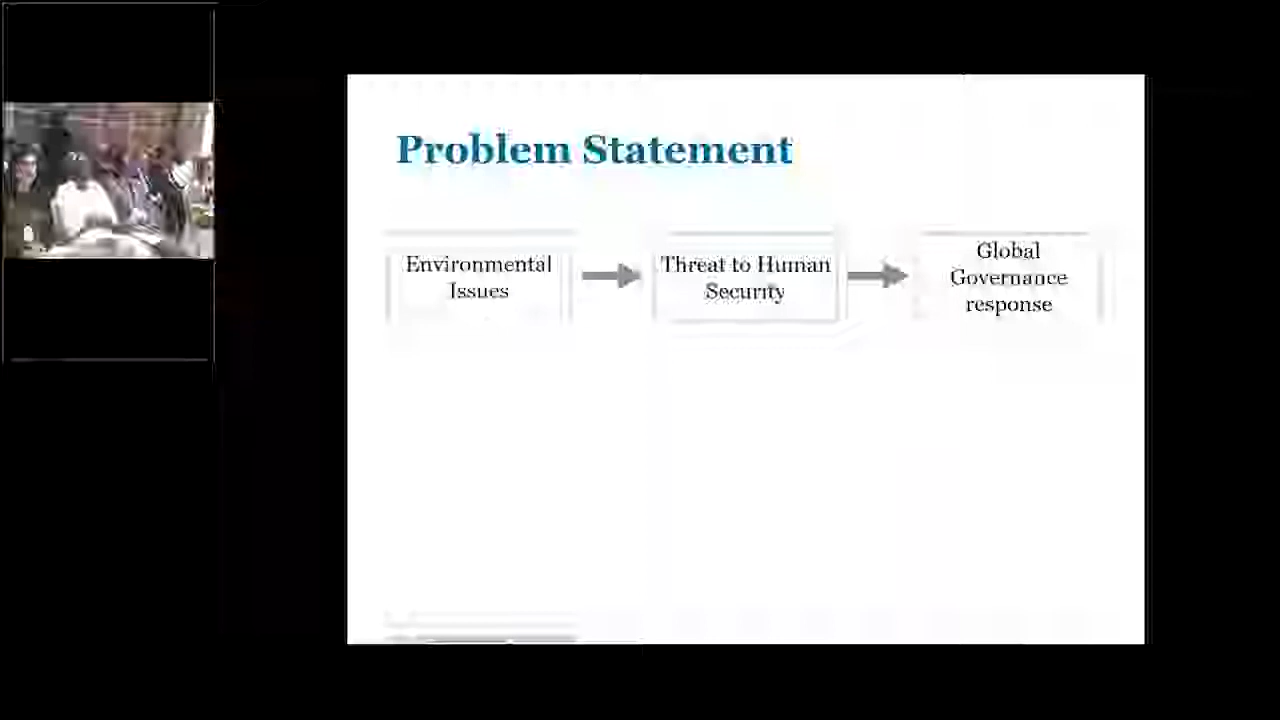 Problem Statement
Environmental
Issues
Threat to Human
Security
Global
Governance
response